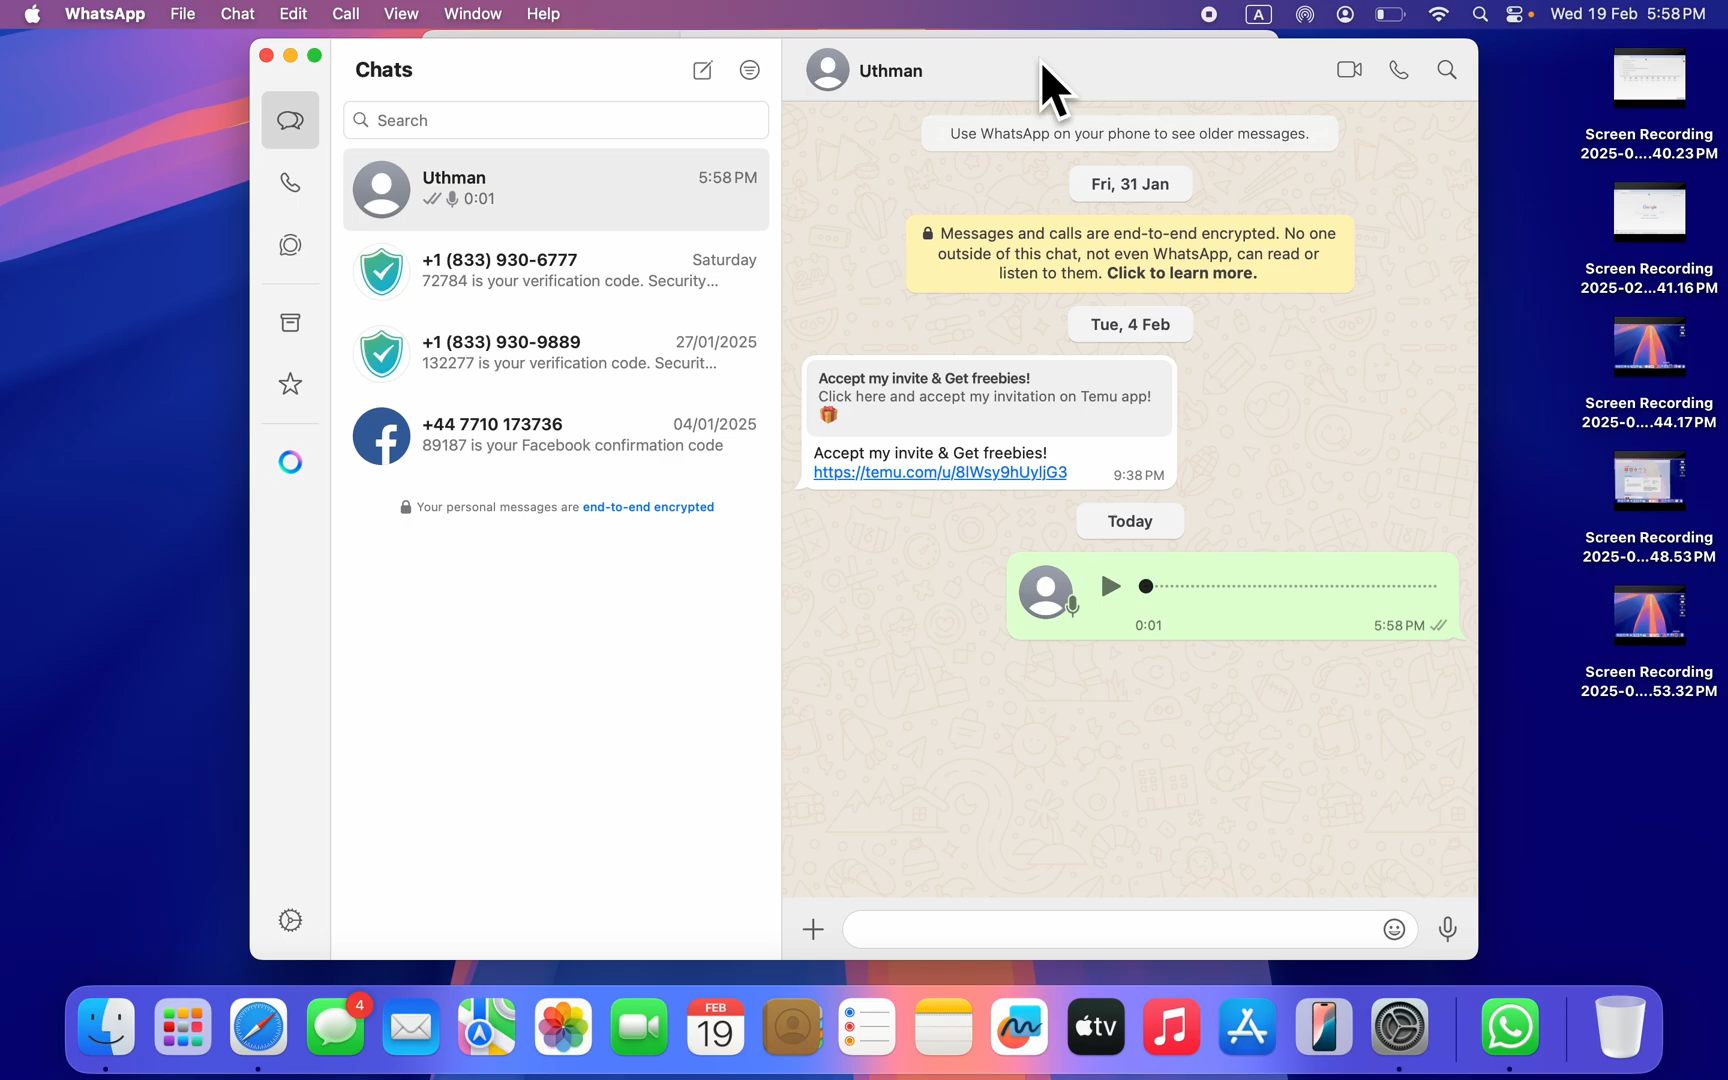 WhatsApp File Chat Edit Call View Window Help A Wed 19 Feb 5:58 PM
Chats
Search
Uthman 5:58 PM
0:01
+1 (833) 930-6777 Saturday
72784 is your verification code. Security...
+1 (833) 930-9889 27/01/2025
132277 is your verification code. Securit...
+44 7710 173736 04/01/2025
89187 is your Facebook confirmation code
Your personal messages are end-to-end encrypted
Uthman
Use WhatsApp on your phone to see older messages.
Fri, 31 Jan
Messages and calls are end-to-end encrypted. No one
outside of this chat, not even WhatsApp, can read or
listen to them. Click to learn more.
Tue, 4 Feb
Accept my invite & Get freebies!
Click here and accept my invitation on Temu app!
Accept my invite & Get freebies!
https://temu.com/u/8lWsy9hUyljG3 9:38 PM
Today
0:01 5:58 PM
Screen Recording
2025-0....40.23 PM
Screen Recording
2025-02...41.16 PM
Screen Recording
2025-0....44.17 PM
Screen Recording
2025-0...48.53 PM
Screen Recording
2025-0....53.32 PM
4
FEB
19
tv